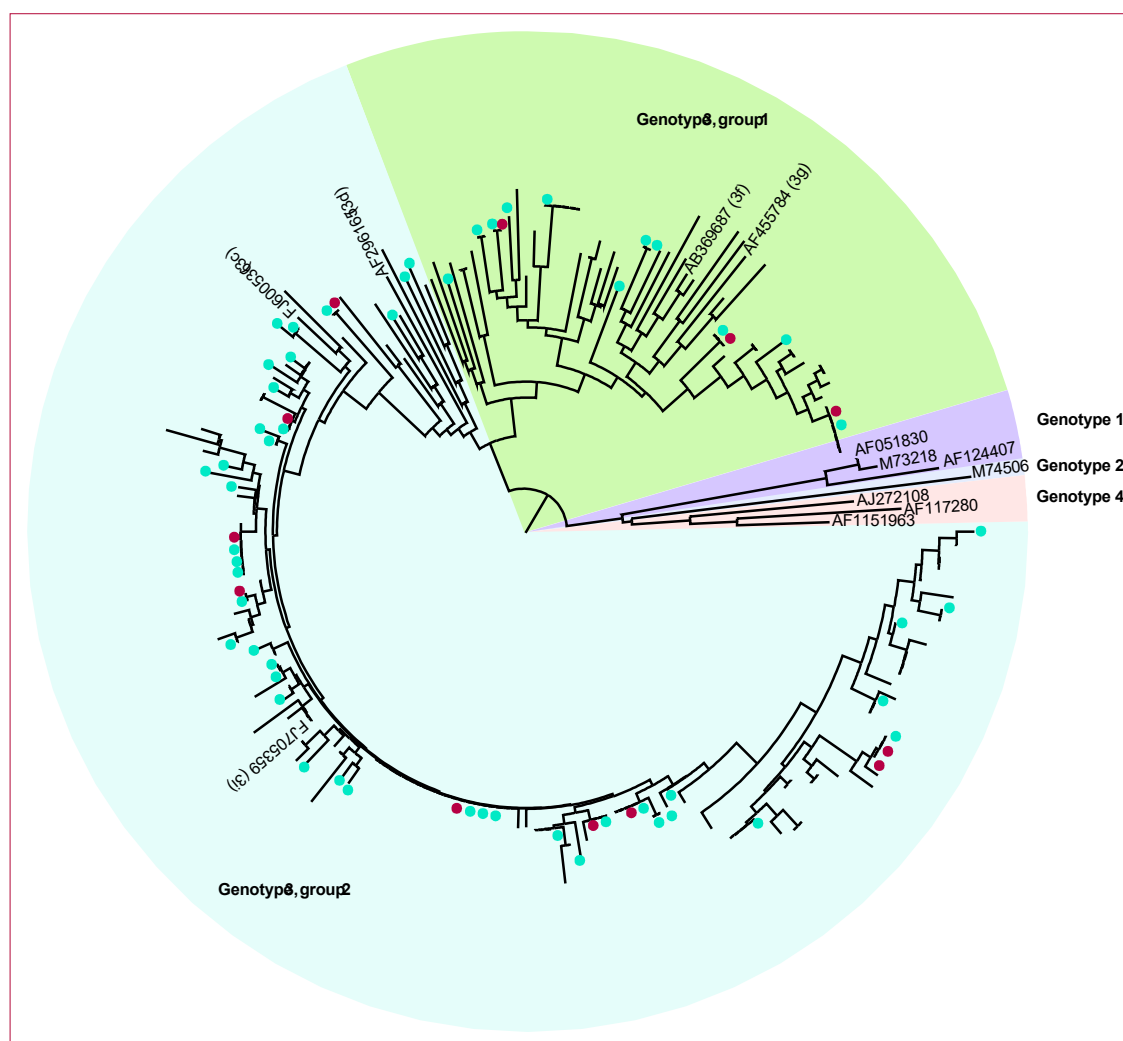 Genotype 3, group 1
AF455784 (3g)
AB369687 (3f)
AF296165 (3d)
FJ600536 (3c)
Genotype 1
AF051830
M73218
AF124407
Genotype 2
M74506
Genotype 4
AJ272108
AF117280
AF1151963
FJ705359 (3i)
Genotype 3, group 2